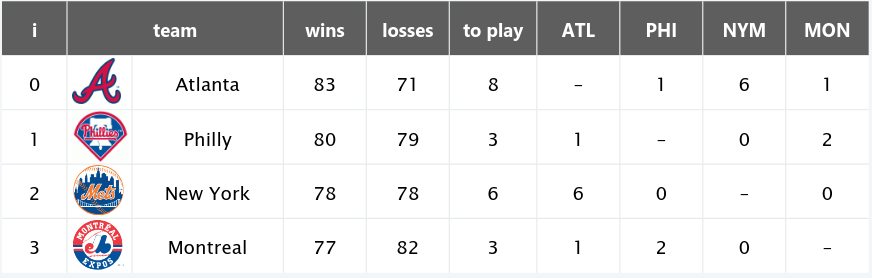 i team wins losses to play ATL PHI NYM MON
0 A Atlanta 83 71 8 – 1 6 1
1 Phillies Philly 80 79 3 1 – 0 2
2 Mets New York 78 78 6 6 0 – 0
3 MONTREAL EXPOS Montreal 77 82 3 1 2 0 –